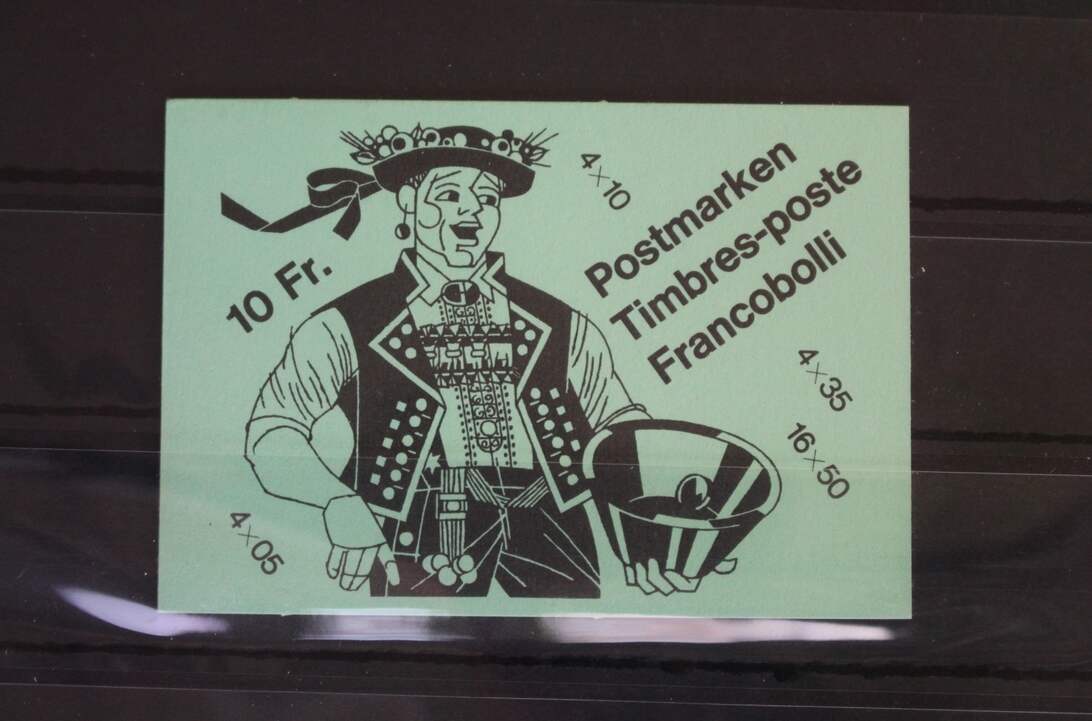 4×10
Postmarken
Timbres-poste
Francobolli
10 Fr.
4×35
16×50
4×05